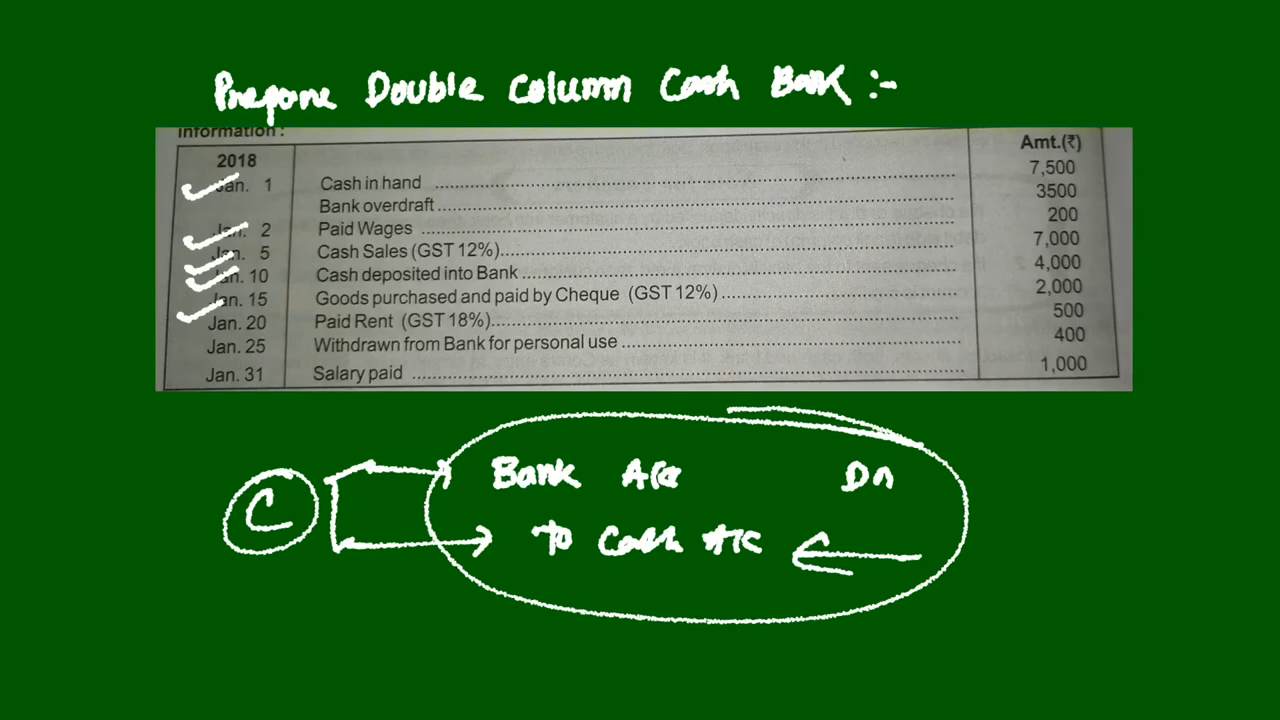 Prepare Double Column Cash Book :-
Information :
2018 Amt.(₹)
Jan. 1 Cash in hand 7,500
Bank overdraft 3500
Jan. 2 Paid Wages 200
Jan. 5 Cash Sales (GST 12%) 7,000
Jan. 10 Cash deposited into Bank 4,000
Jan. 15 Goods purchased and paid by Cheque (GST 12%) 2,000
Jan. 20 Paid Rent (GST 18%) 500
Jan. 25 Withdrawn from Bank for personal use 400
Jan. 31 Salary paid 1,000
C
Bank A/c Dr
To Cash A/c